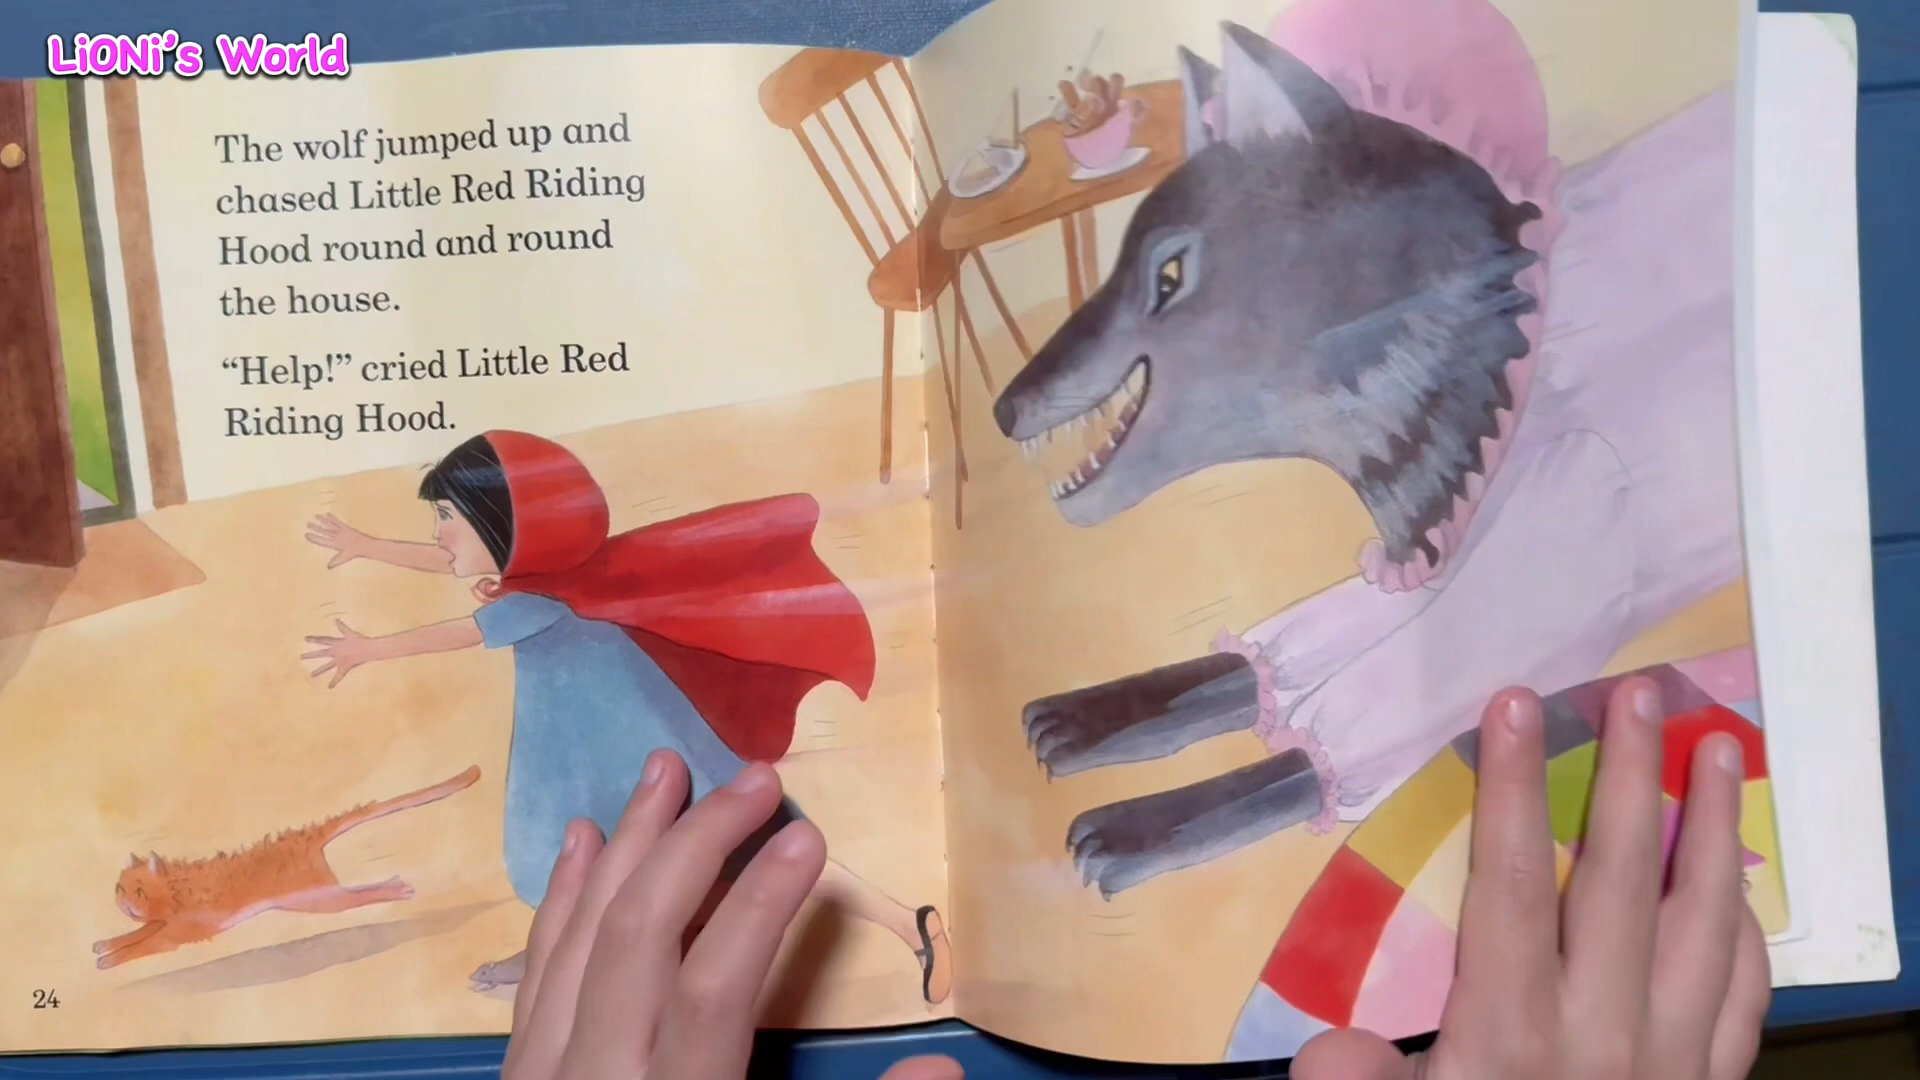 LiONi's World
The wolf jumped up and
chased Little Red Riding
Hood round and round
the house.
“Help!” cried Little Red
Riding Hood.
24